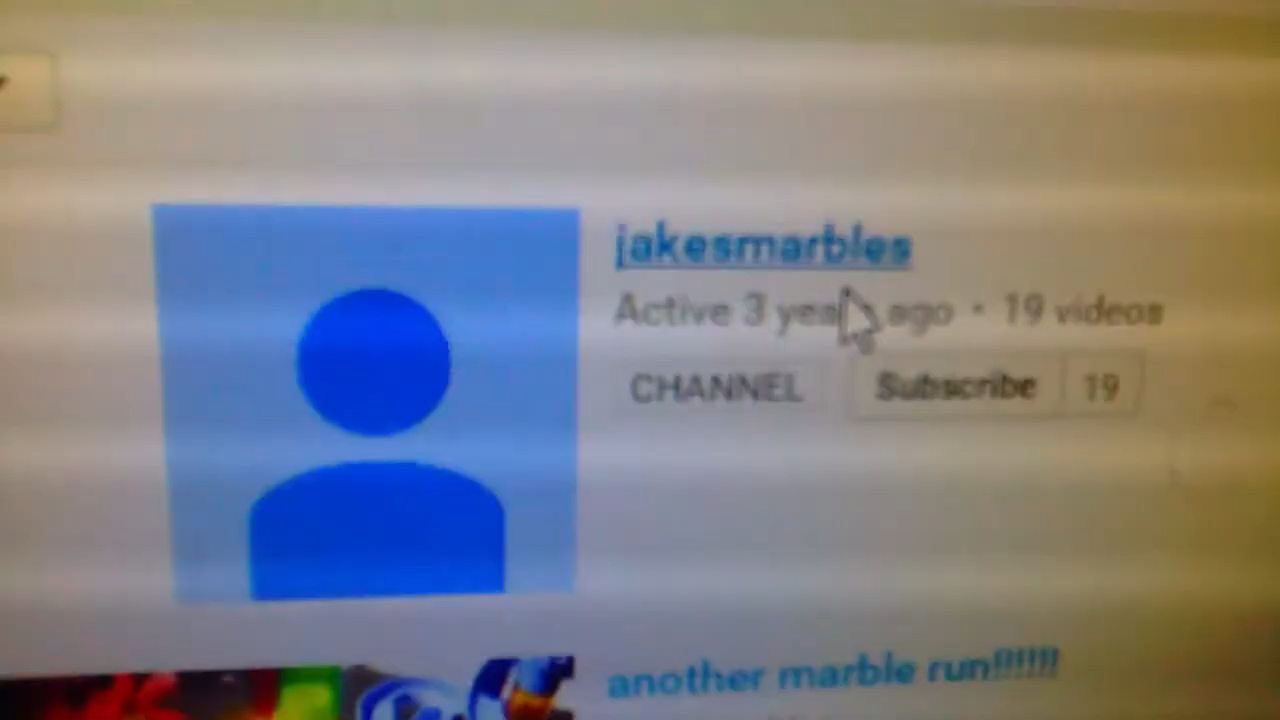 jakesmarbles
Active 3 years ago · 19 videos
CHANNEL
Subscribe 19
another marble run!!!!!!